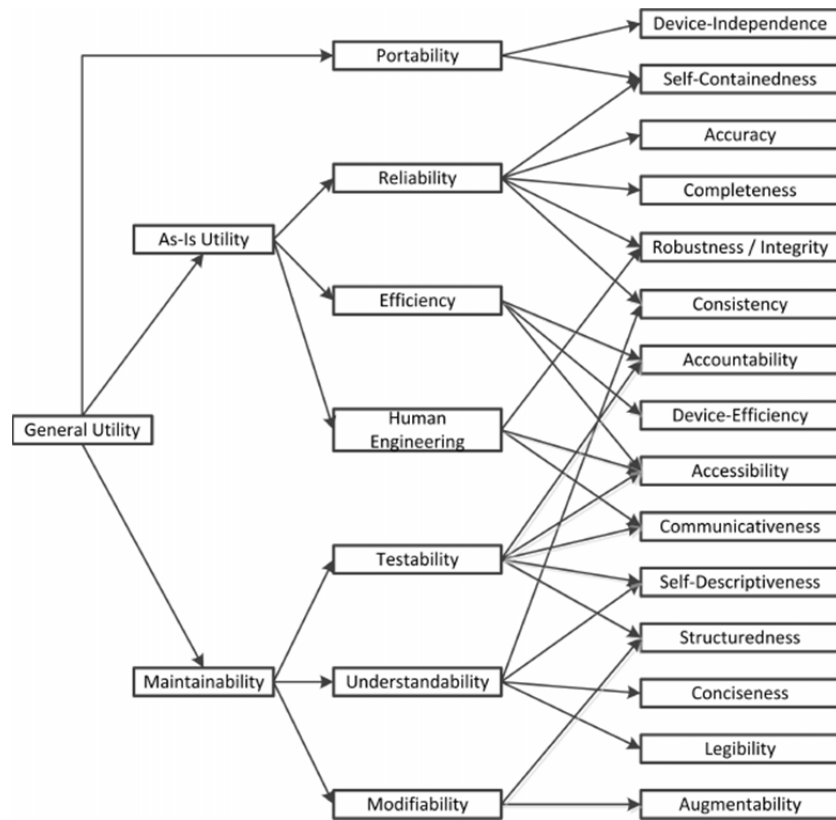 Device-Independence
Portability
Self-Containedness
Accuracy
Reliability
Completeness
As-Is Utility
Robustness / Integrity
Efficiency
Consistency
Accountability
General Utility
Human
Engineering
Device-Efficiency
Accessibility
Communicativeness
Testability
Self-Descriptiveness
Structuredness
Maintainability
Understandability
Conciseness
Legibility
Modifiability
Augmentability